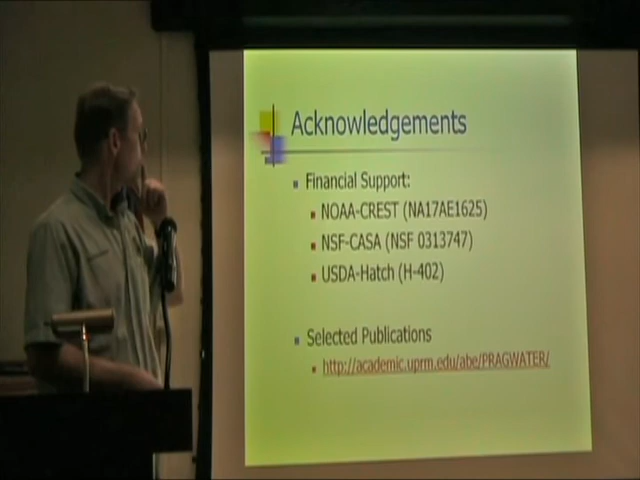 Acknowledgements
Financial Support:
NOAA-CREST (NA17AE1625)
NSF-CASA (NSF 0313747)
USDA-Hatch (H-402)
Selected Publications
http://academic.uprm.edu/abe/PRAGWATER/